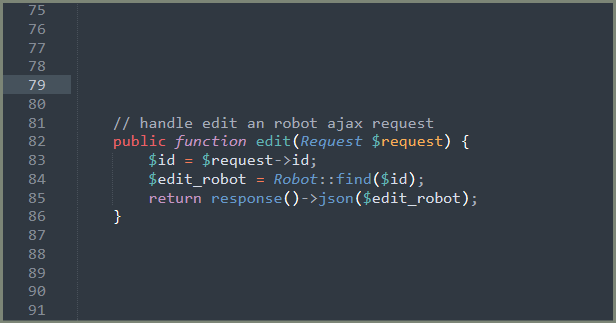 75
76
77
78
79
80
81 // handle edit an robot ajax request
82 public function edit(Request $request) {
83 $id = $request->id;
84 $edit_robot = Robot::find($id);
85 return response()->json($edit_robot);
86 }
87
88
89
90
91